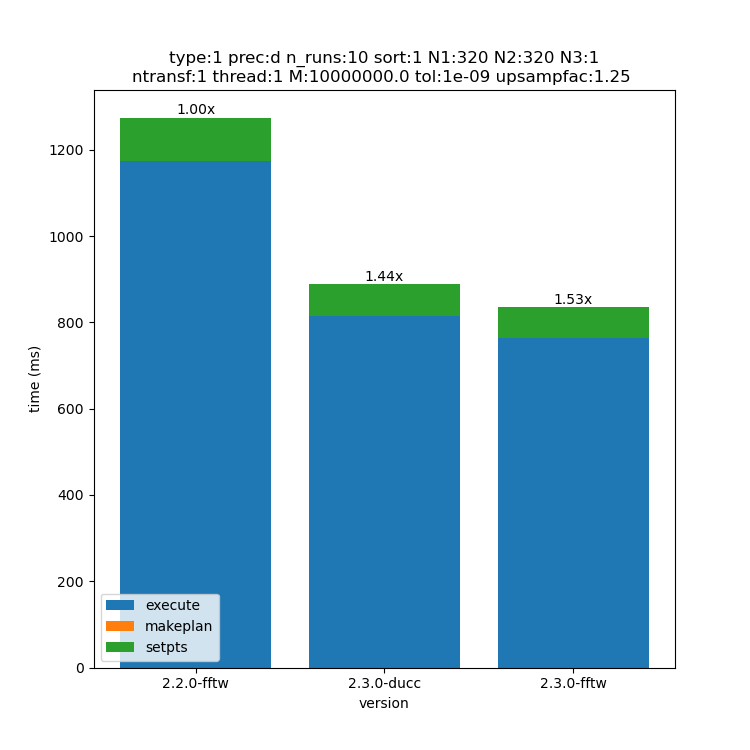 type:1 prec:d n_runs:10 sort:1 N1:320 N2:320 N3:1
ntransf:1 thread:1 M:10000000.0 tol:1e-09 upsampfac:1.25
1.00x
1.44x
1.53x
time (ms)
1200
1000
800
600
400
200
0
execute
makeplan
setpts
2.2.0-fftw
2.3.0-ducc
2.3.0-fftw
version